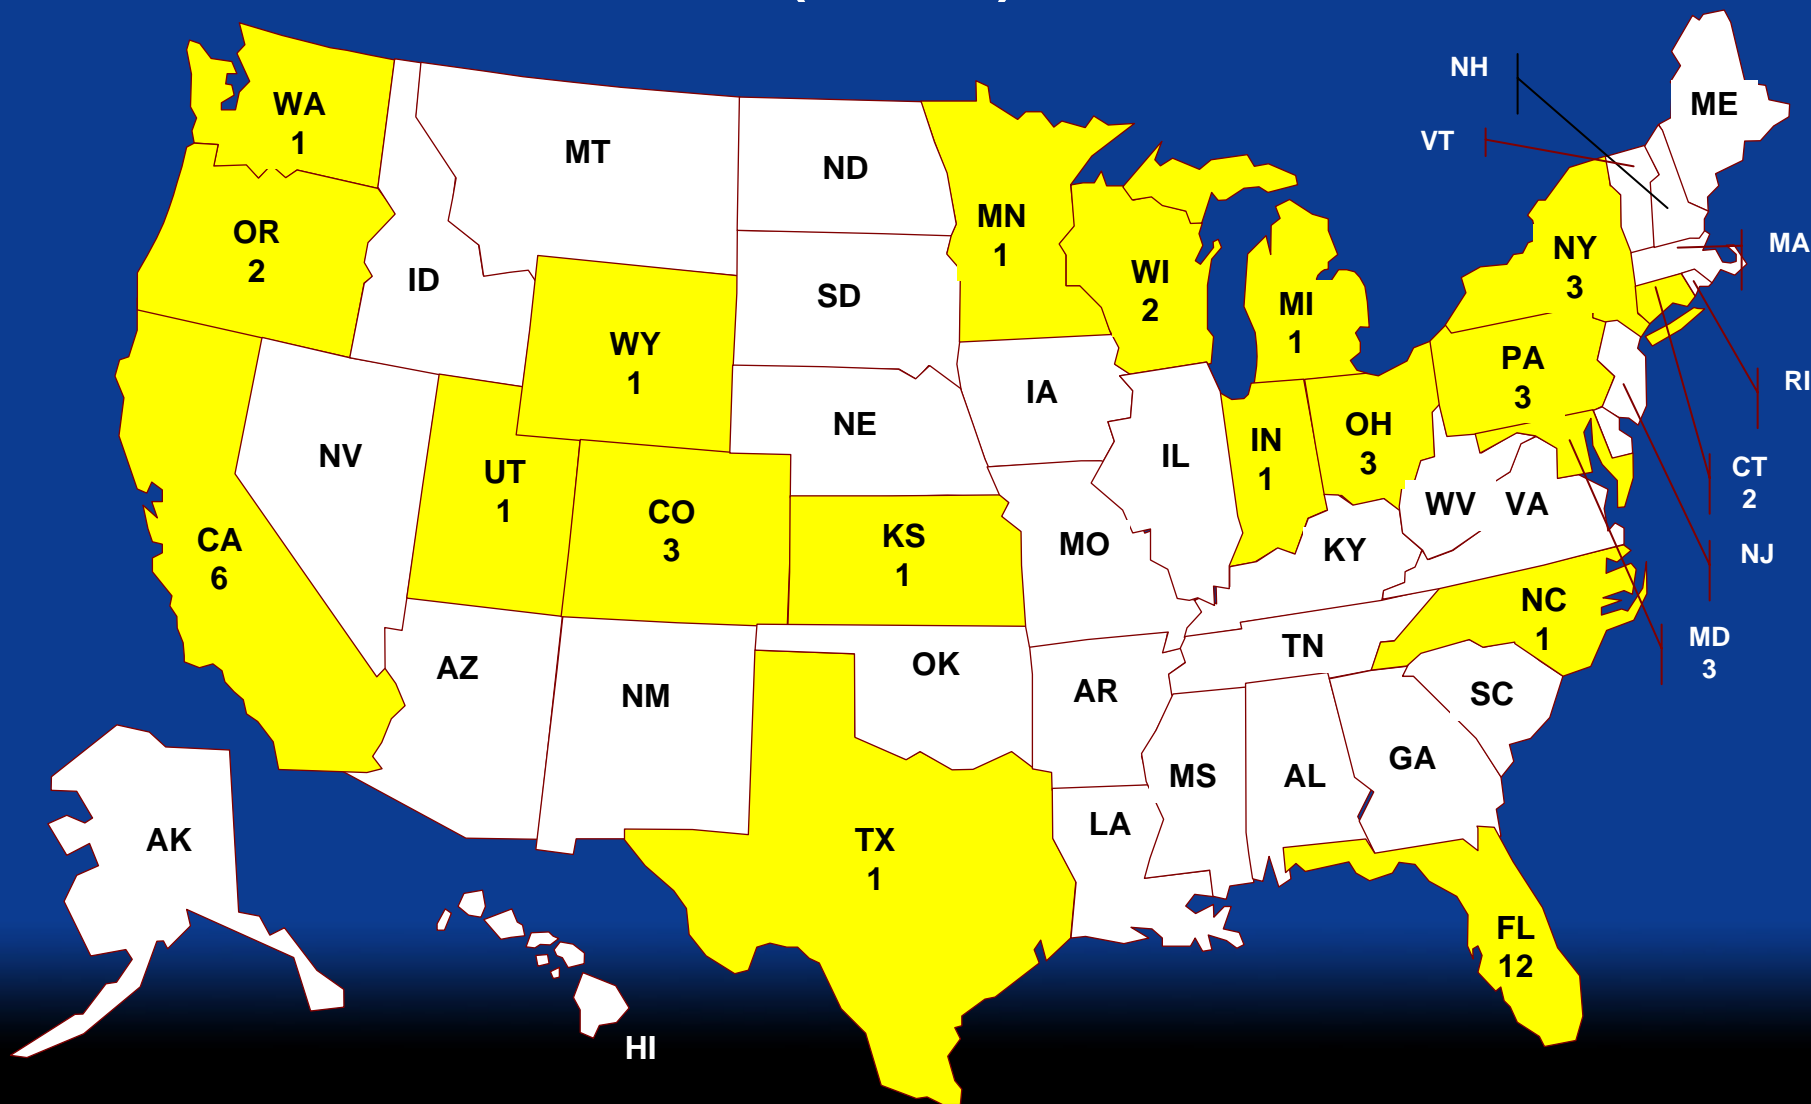 NH
ME
WA
1
VT
MT
ND
MN
1
OR
2
MA
NY
3
WI
2
ID
SD
MI
1
WY
1
PA
3
RI
IA
NE
OH
3
IN
1
NV
IL
UT
1
CT
2
WV
VA
CO
3
KS
1
CA
6
MO
KY
NJ
NC
1
MD
3
TN
AZ
OK
NM
AR
SC
GA
MS
AL
LA
AK
TX
1
FL
12
HI